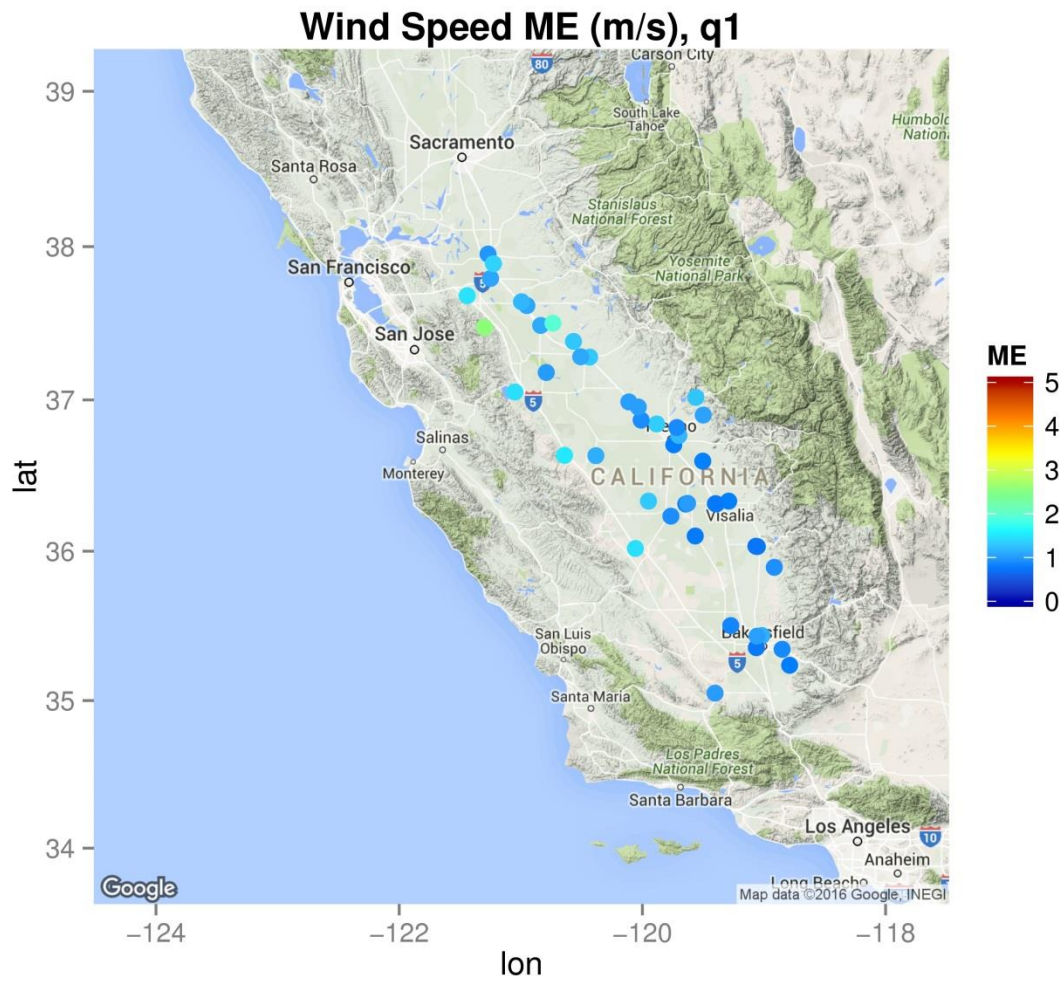 Wind Speed ME (m/s), q1
39
38
37
36
35
34
lat
−124
−122
−120
−118
lon
80
Carson City
South Lake
Tahoe
Sacramento
Santa Rosa
Stanislaus
National Forest
San Francisco
5
Yosemite
National Park
San Jose
5
Salinas
Monterey
CALIFORNIA
Visalia
San Luis
Obispo
5
Santa Maria
Los Padres
National Forest
Santa Barbara
Los Angeles
10
Anaheim
Long Beach
Google
Map data ©2016 Google, INEGI
ME
5
4
3
2
1
0